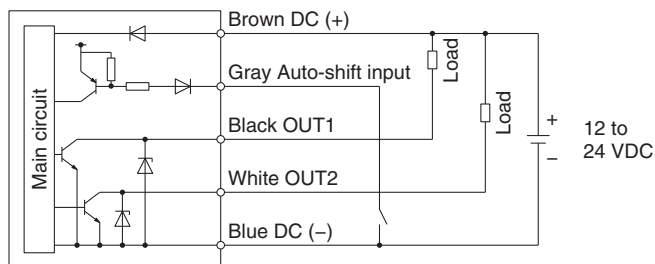 Brown DC (+)
Gray Auto-shift input
Black OUT1
White OUT2
Blue DC (−)
Main circuit
Load
Load
+
−
12 to
24 VDC